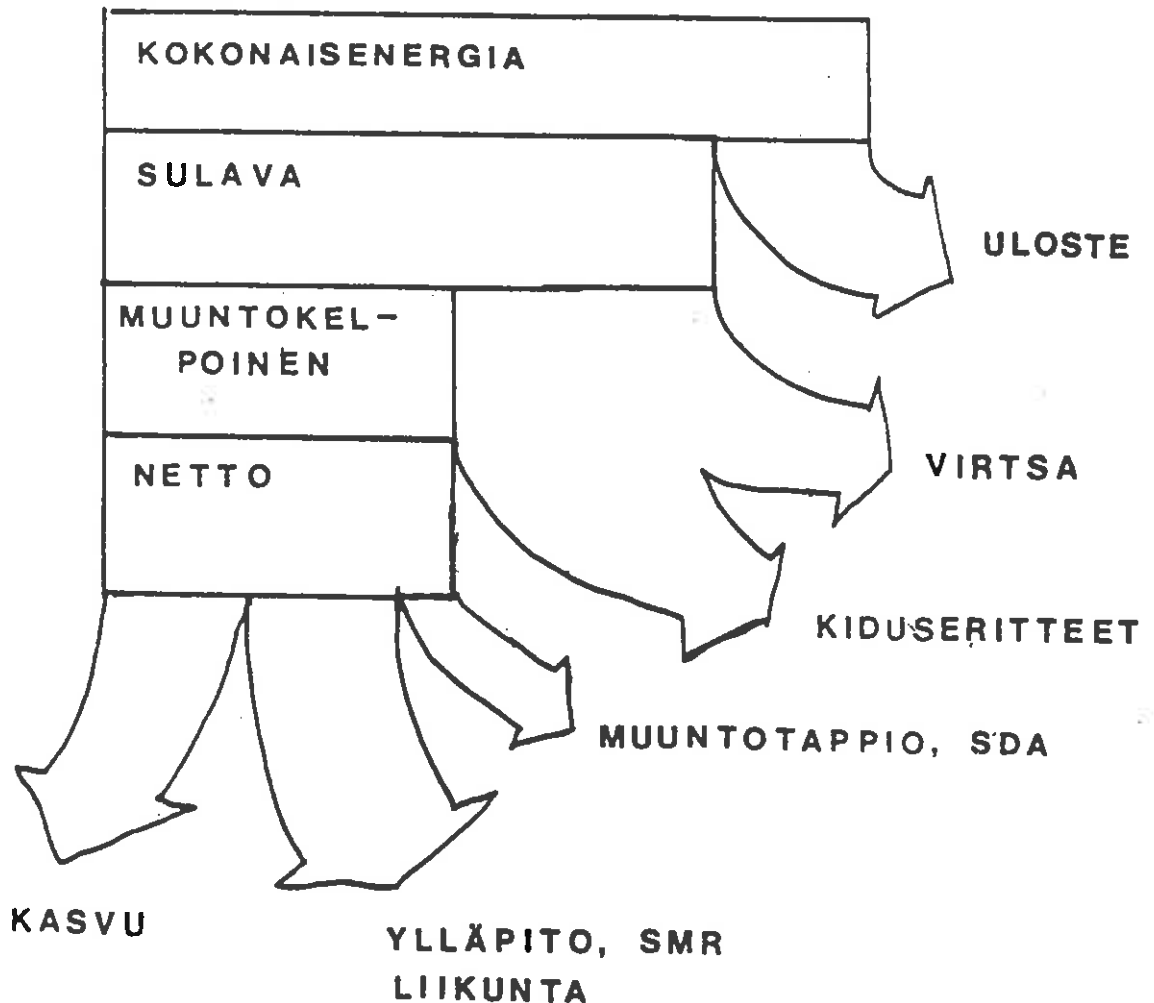 KOKONAISENERGIA
SULAVA
ULOSTE
MUUNTOKEL-
POINEN
NETTO
VIRTSA
KIDUSERITTEET
MUUNTOTAPPIO, SDA
KASVU
YLLÄPITO, SMR
LIIKUNTA